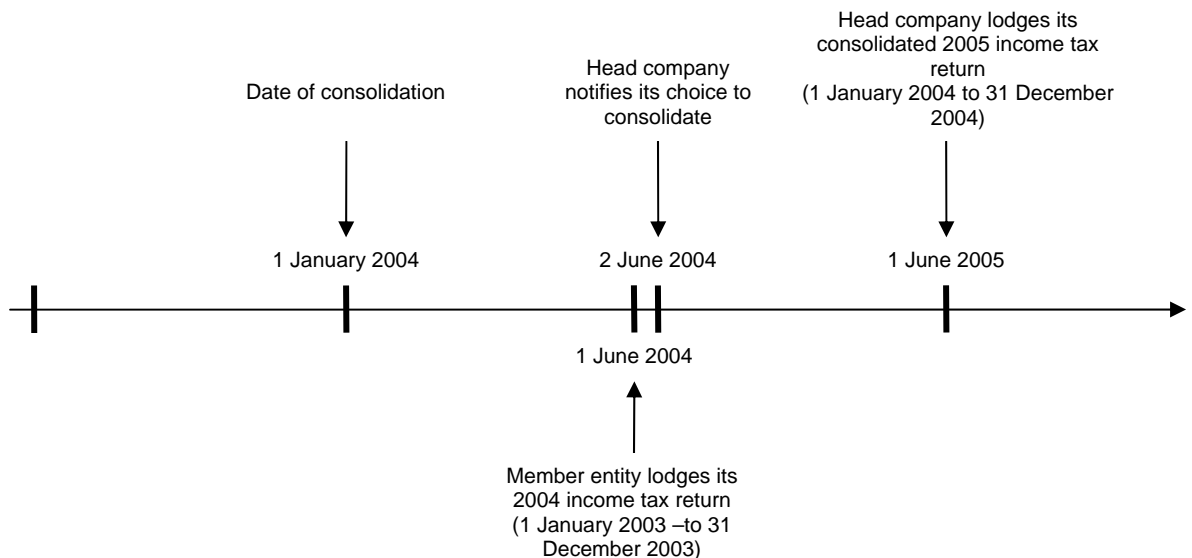 Date of consolidation
Head company
notifies its choice to
consolidate
Head company lodges its
consolidated 2005 income tax
return
(1 January 2004 to 31 December
2004)
1 January 2004
2 June 2004
1 June 2005
1 June 2004
Member entity lodges its
2004 income tax return
(1 January 2003 –to 31
December 2003)